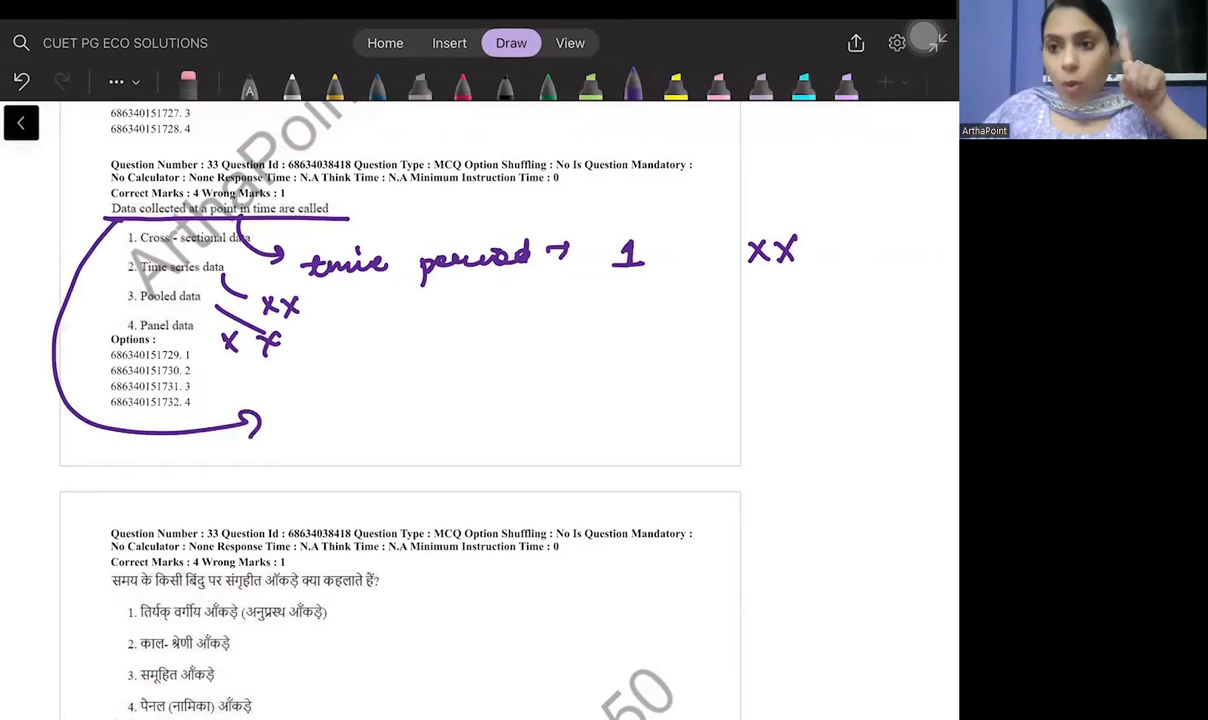 CUET PG ECO SOLUTIONS
Home Insert Draw View
ArthaPoint
A
686340151727. 3
686340151728. 4
Question Number : 33 Question Id : 68634038418 Question Type : MCQ Option Shuffling : No Is Question Mandatory :
No Calculator : None Response Time : N.A Think Time : N.A Minimum Instruction Time : 0
Correct Marks : 4 Wrong Marks : 1
Data collected at a point in time are called
1. Cross - sectional data
time period → 1 xx
2. Time series data
xx
3. Pooled data
4. Panel data
x x
Options :
686340151729. 1
686340151730. 2
686340151731. 3
686340151732. 4
ArthaPoin
Question Number : 33 Question Id : 68634038418 Question Type : MCQ Option Shuffling : No Is Question Mandatory :
No Calculator : None Response Time : N.A Think Time : N.A Minimum Instruction Time : 0
Correct Marks : 4 Wrong Marks : 1
समय के किसी बिंदु पर संगृहीत ऑकड़े क्या कहलाते हैं?
1. तिर्यक् वर्गीय आँकड़े (अनुप्रस्थ आँकड़े)
2. काल- श्रेणी आँकड़े
3. समूहित आँकड़े
4. पैनल (नामिका) आँकड़े
50